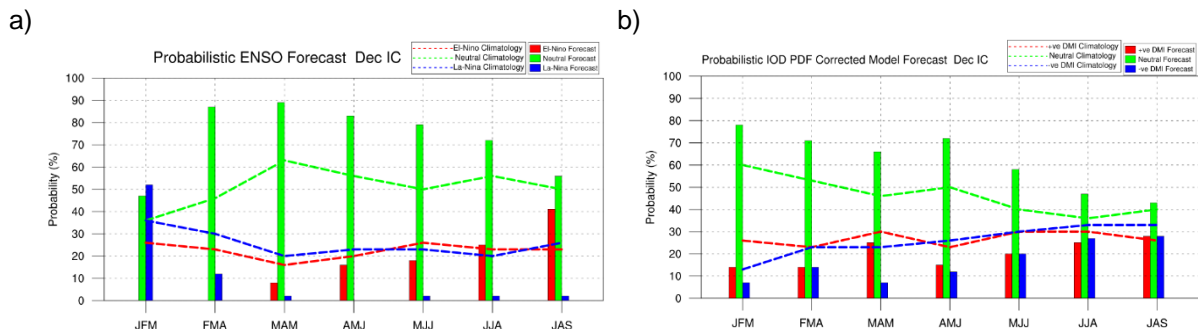 a)
Probabilistic ENSO Forecast Dec IC
El-Nino Climatology
Neutral Climatology
La-Nina Climatology
El-Nino Forecast
Neutral Forecast
La-Nina Forecast
Probability (%)
100
90
80
70
60
50
40
30
20
10
0
JFM FMA MAM AMJ MJJ JJA JAS
b)
Probabilistic IOD PDF Corrected Model Forecast Dec IC
+ve DMI Climatology
Neutral Climatology
-ve DMI Climatology
+ve DMI Forecast
Neutral Forecast
-ve DMI Forecast
Probability (%)
100
90
80
70
60
50
40
30
20
10
0
JFM FMA MAM AMJ MJJ JJA JAS